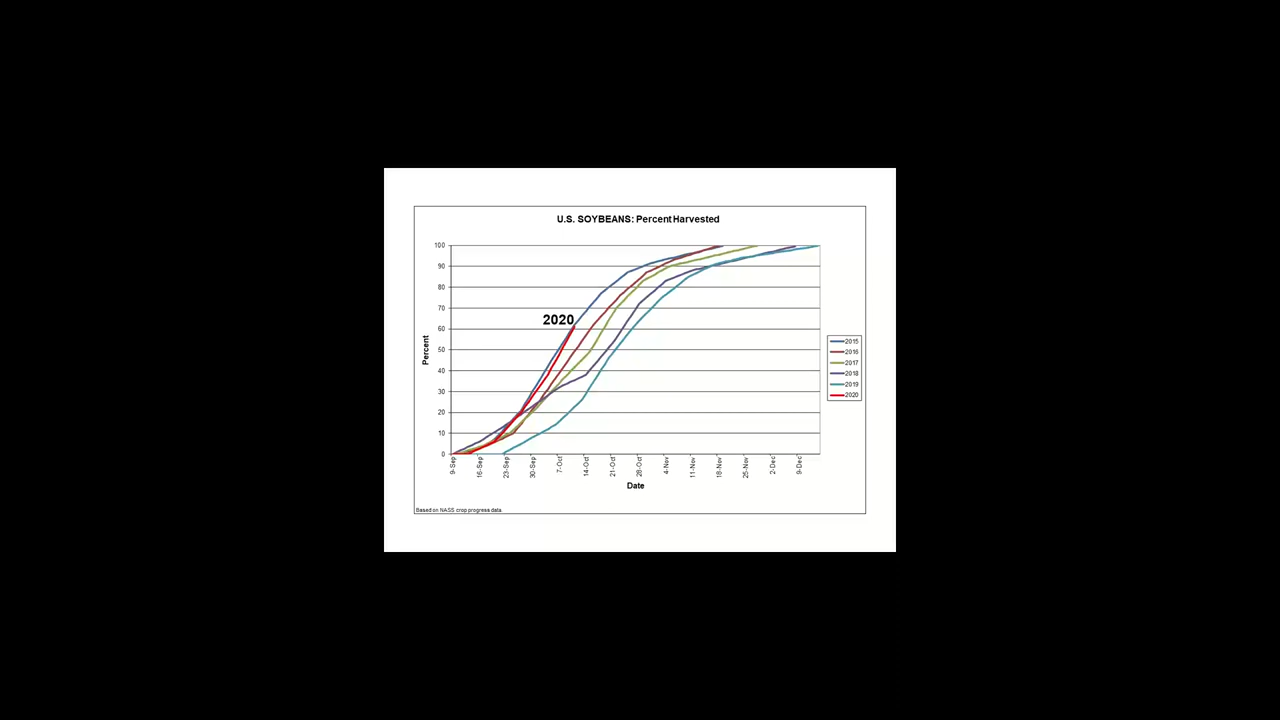 U.S. SOYBEANS: Percent Harvested
100
90
80
70
60
50
40
30
20
10
0
Percent
2020
9-Sep
16-Sep
23-Sep
30-Sep
7-Oct
14-Oct
21-Oct
28-Oct
4-Nov
11-Nov
18-Nov
25-Nov
2-Dec
9-Dec
Date
2015
2016
2017
2018
2019
2020
Based on NASS crop progress data.